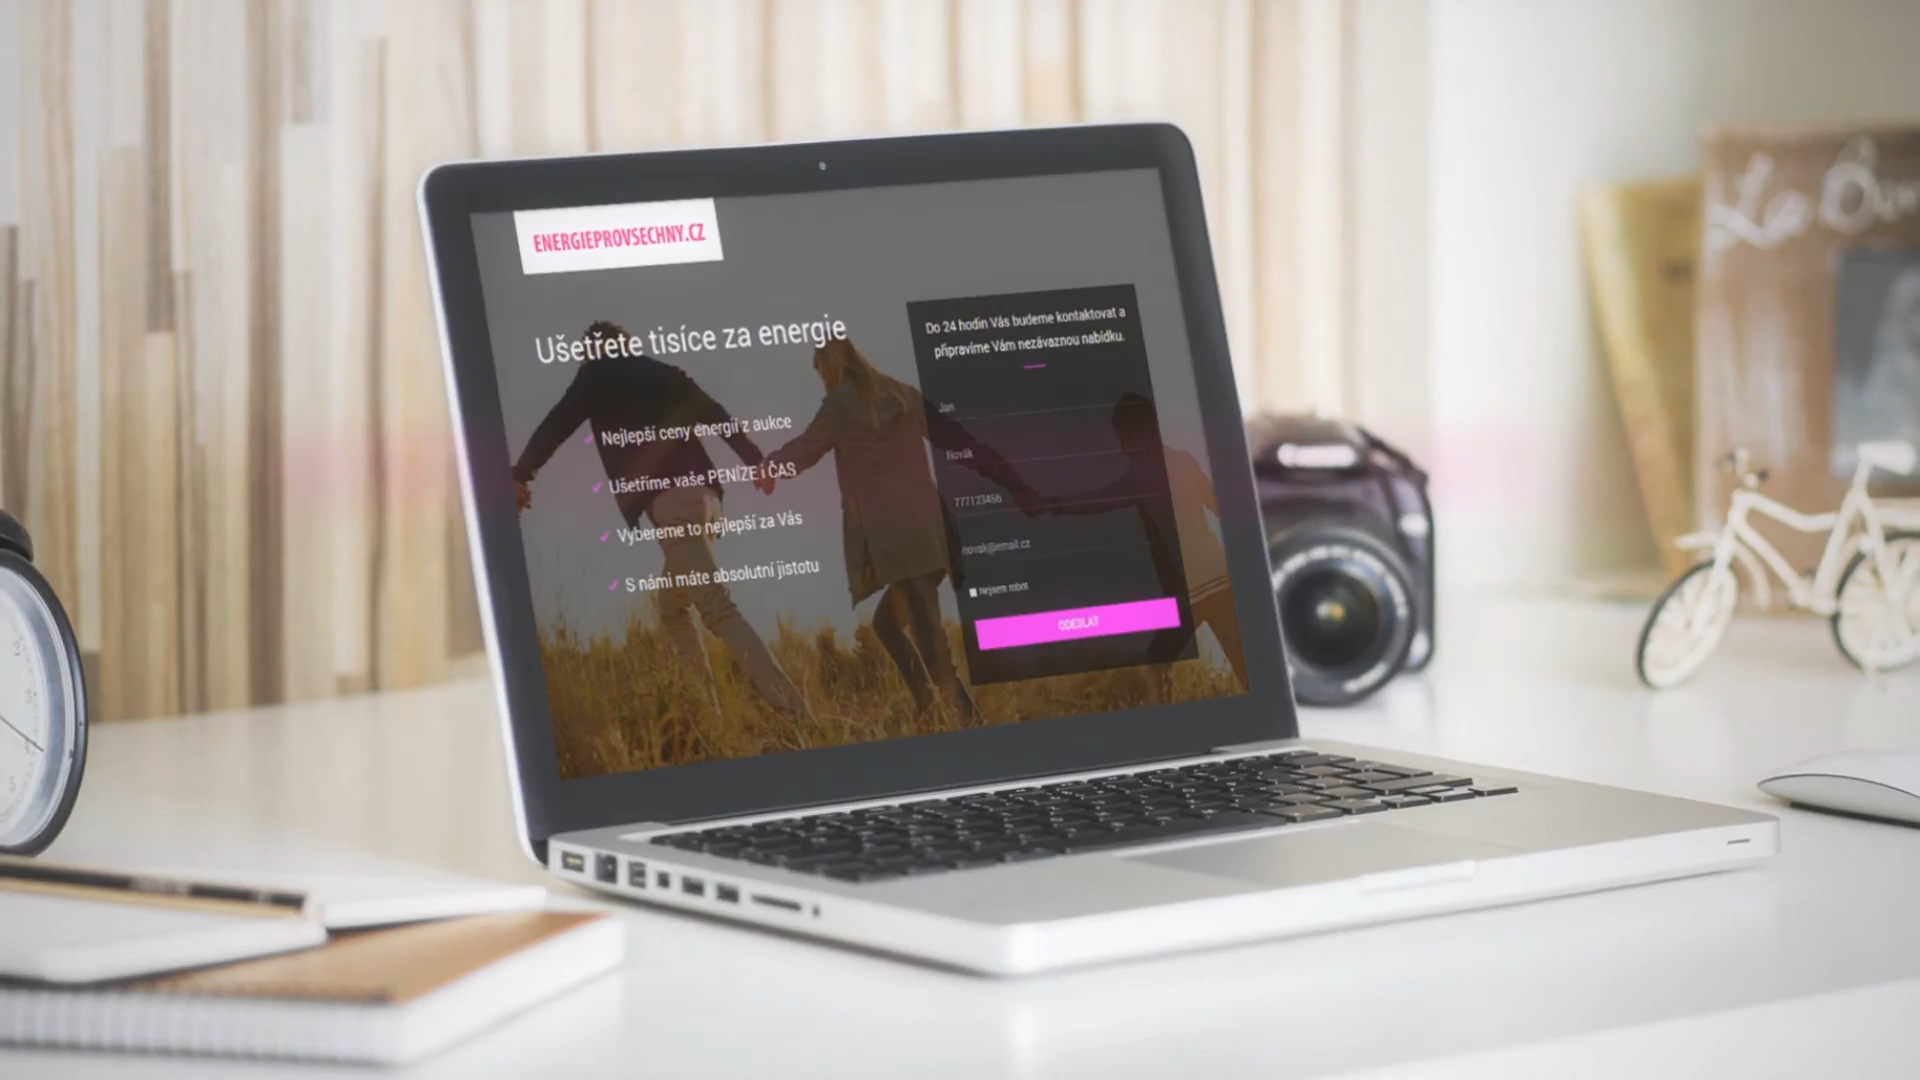 ENERGIEPROVSECHNY.CZ
Ušetřete tisíce za energie
Nejlepší ceny energií z aukce
Ušetříme vaše PENÍZE i ČAS
Vybereme to nejlepší za Vás
S námi máte absolutní jistotu
Do 24 hodin Vás budeme kontaktovat a
připravíme Vám nezávaznou nabídku.
Jan
Novák
777123456
novak@email.cz
Nejsem robot
ODESLAT